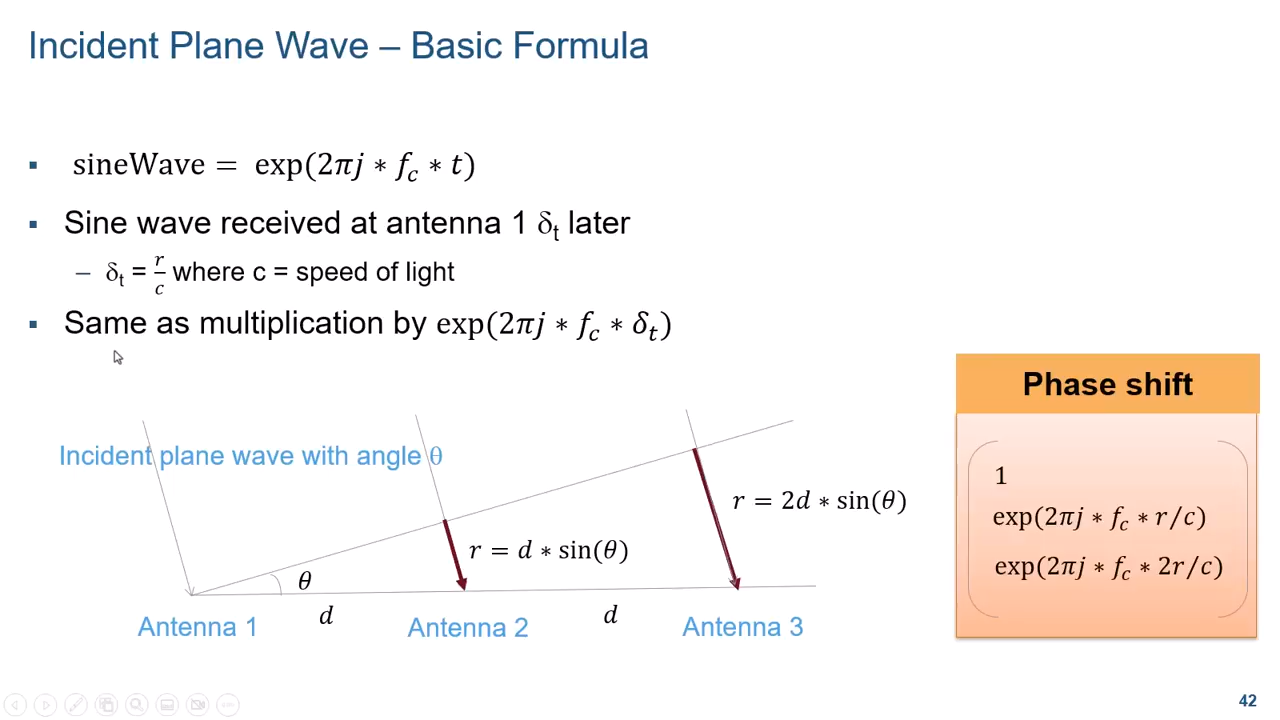 Incident Plane Wave – Basic Formula
▪ sineWave = exp(2πj ∗ f_c ∗ t)
▪ Sine wave received at antenna 1 δ_t later
– δ_t = r/c where c = speed of light
▪ Same as multiplication by exp(2πj ∗ f_c ∗ δ_t)
Phase shift
1
exp(2πj ∗ f_c ∗ r/c)
exp(2πj ∗ f_c ∗ 2r/c)
Incident plane wave with angle θ
r = 2d ∗ sin(θ)
r = d ∗ sin(θ)
θ
d
d
Antenna 1
Antenna 2
Antenna 3
42